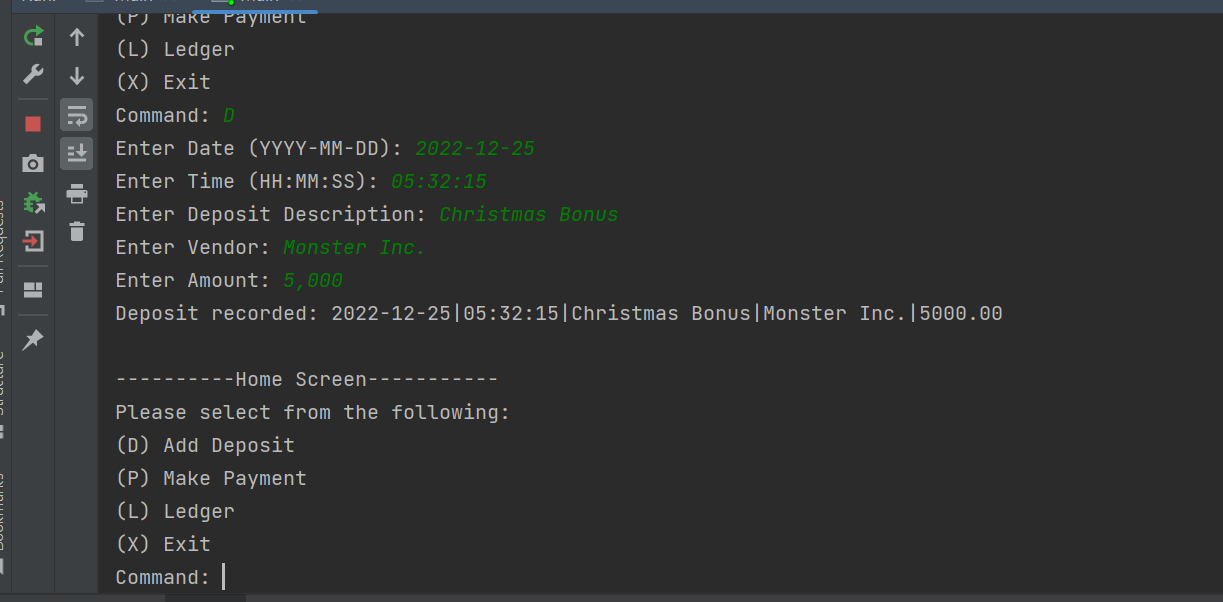 (P) Make Payment
(L) Ledger
(X) Exit
Command: D
Enter Date (YYYY-MM-DD): 2022-12-25
Enter Time (HH:MM:SS): 05:32:15
Enter Deposit Description: Christmas Bonus
Enter Vendor: Monster Inc.
Enter Amount: 5,000
Deposit recorded: 2022-12-25|05:32:15|Christmas Bonus|Monster Inc.|5000.00
----------Home Screen-----------
Please select from the following:
(D) Add Deposit
(P) Make Payment
(L) Ledger
(X) Exit
Command: